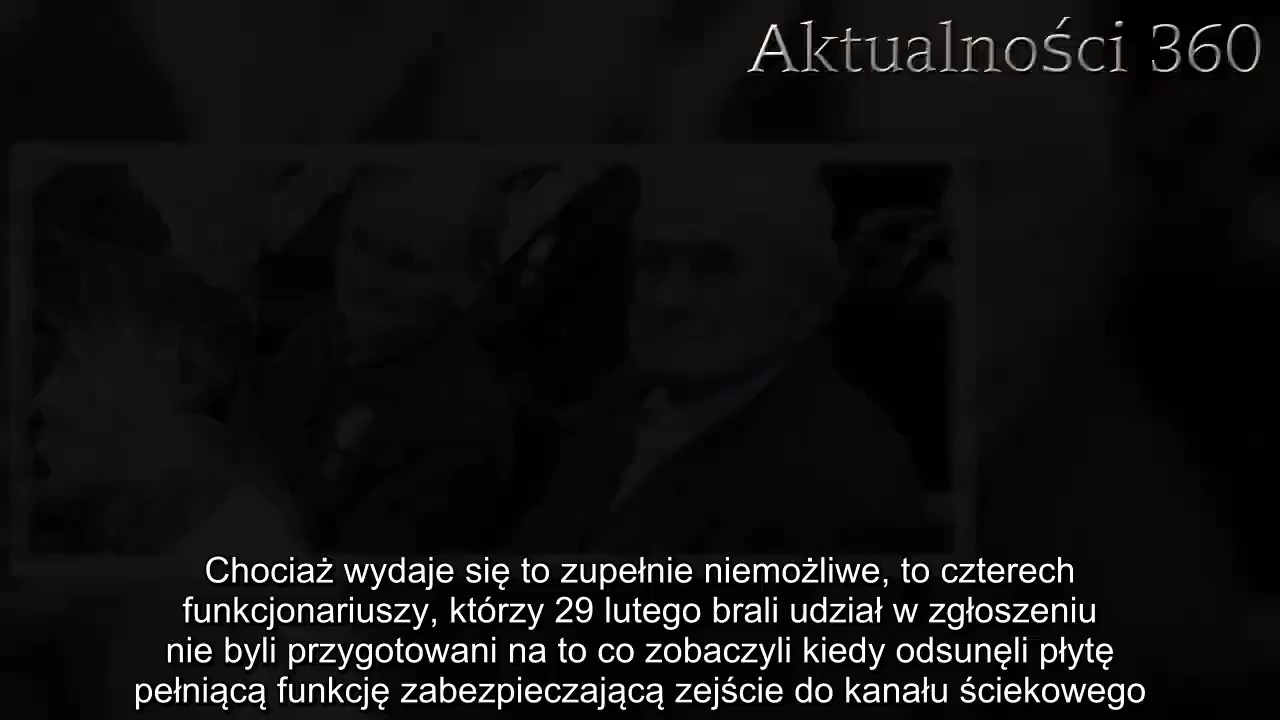 Aktualności 360
Chociaż wydaje się to zupełnie niemożliwe, to czterech
funkcjonariuszy, którzy 29 lutego brali udział w zgłoszeniu
nie byli przygotowani na to co zobaczyli kiedy odsunęli płytę
pełniącą funkcję zabezpieczającą zejście do kanału ściekowego